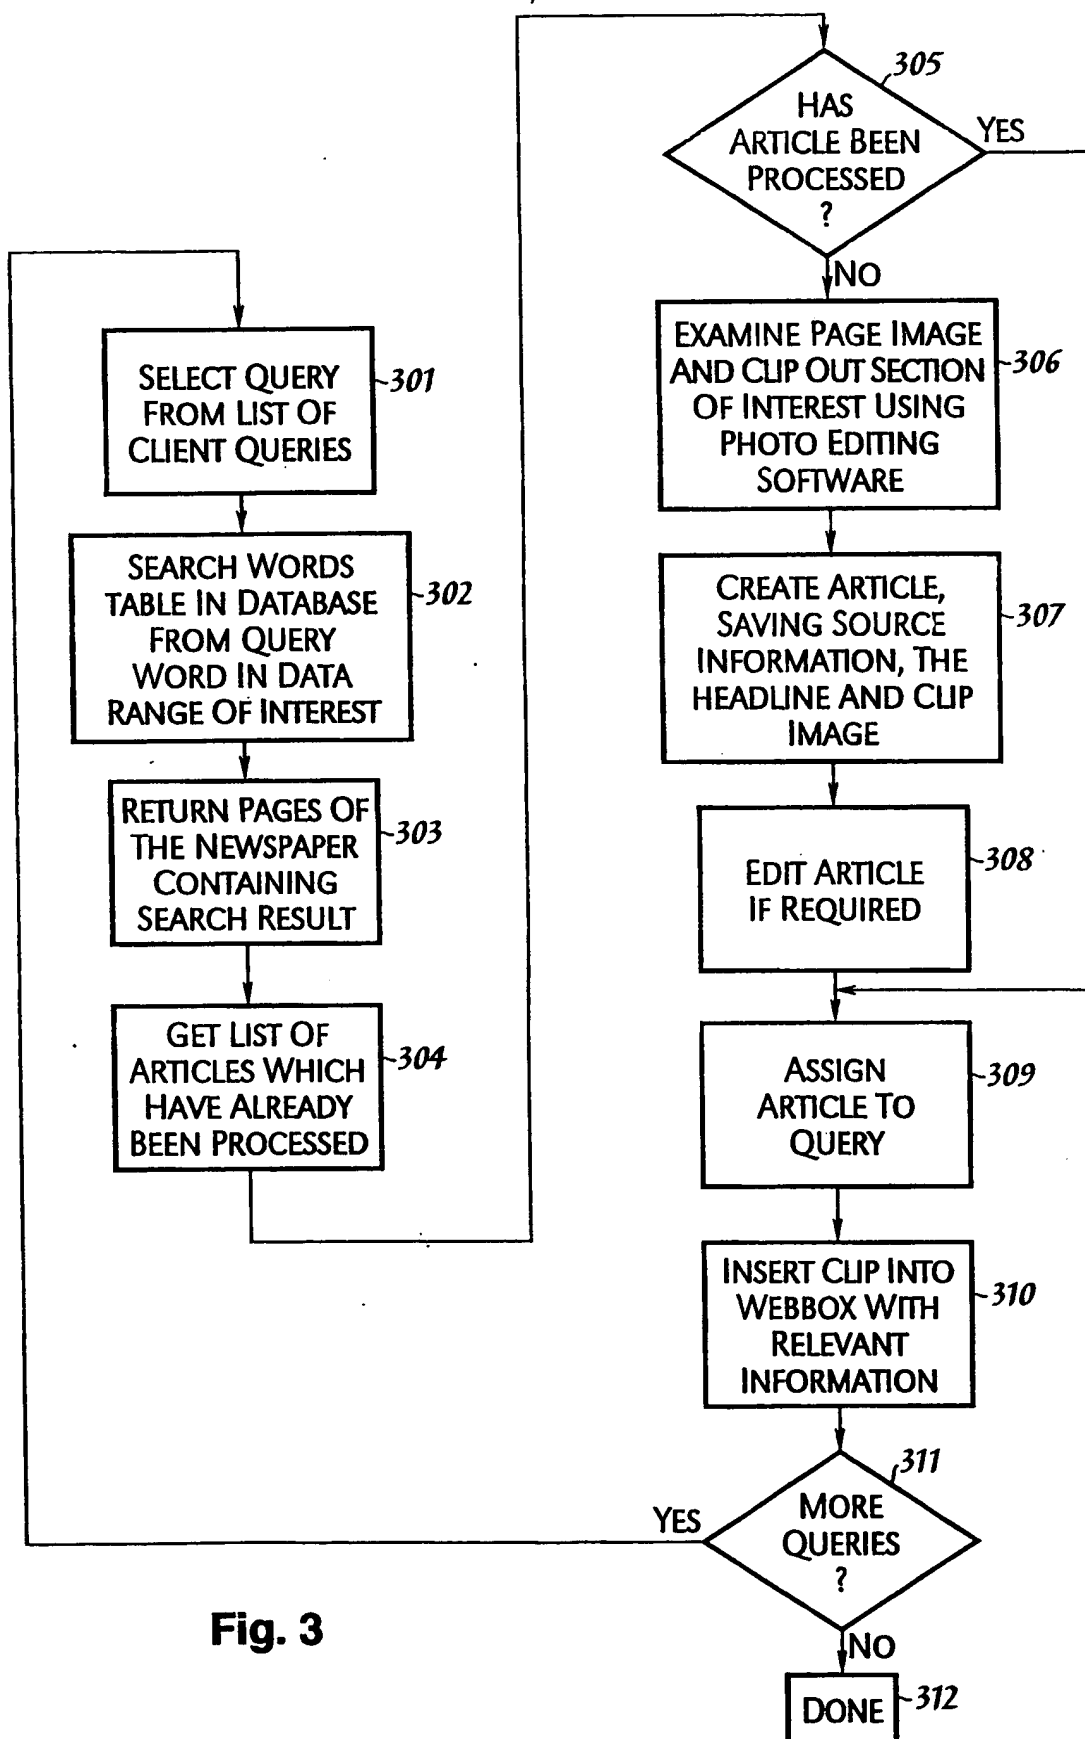 SELECT QUERY
FROM LIST OF
CLIENT QUERIES
301
SEARCH WORDS
TABLE IN DATABASE
FROM QUERY
WORD IN DATA
RANGE OF INTEREST
302
RETURN PAGES OF
THE NEWSPAPER
CONTAINING
SEARCH RESULT
303
GET LIST OF
ARTICLES WHICH
HAVE ALREADY
BEEN PROCESSED
304
HAS
ARTICLE BEEN
PROCESSED
?
305
YES
NO
EXAMINE PAGE IMAGE
AND CLIP OUT SECTION
OF INTEREST USING
PHOTO EDITING
SOFTWARE
306
CREATE ARTICLE,
SAVING SOURCE
INFORMATION, THE
HEADLINE AND CLIP
IMAGE
307
EDIT ARTICLE
IF REQUIRED
308
ASSIGN
ARTICLE TO
QUERY
309
INSERT CLIP INTO
WEBBOX WITH
RELEVANT
INFORMATION
310
MORE
QUERIES
?
311
YES
NO
DONE
312
Fig. 3